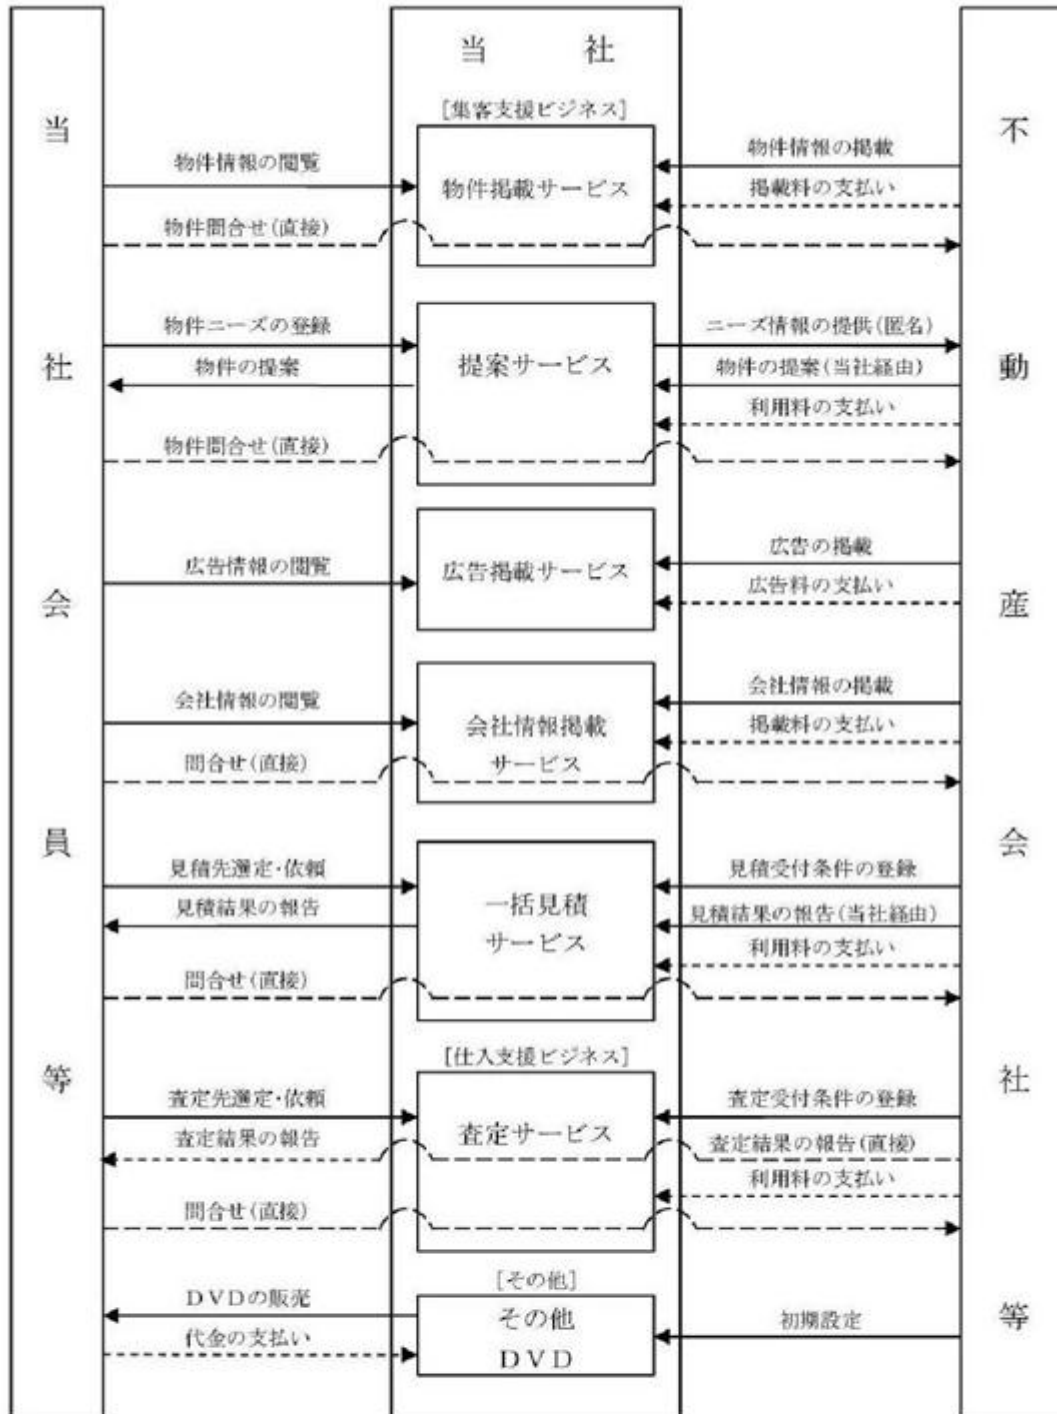 当社
[集客支援ビジネス]
物件情報の閲覧
物件掲載サービス
物件情報の掲載
掲載料の支払い
物件問合せ(直接)
物件ニーズの登録
提案サービス
ニーズ情報の提供(匿名)
物件の提案
物件の提案(当社経由)
利用料の支払い
物件問合せ(直接)
広告情報の閲覧
広告掲載サービス
広告の掲載
広告料の支払い
会社情報の閲覧
会社情報掲載
サービス
会社情報の掲載
掲載料の支払い
問合せ(直接)
見積先選定・依頼
見積結果の報告
一括見積
サービス
見積受付条件の登録
見積結果の報告(当社経由)
利用料の支払い
問合せ(直接)
[仕入支援ビジネス]
査定先選定・依頼
査定結果の報告
査定サービス
査定受付条件の登録
査定結果の報告(直接)
利用料の支払い
問合せ(直接)
[その他]
DVDの販売
代金の支払い
その他
DVD
初期設定
当社会員等
不動産会社等